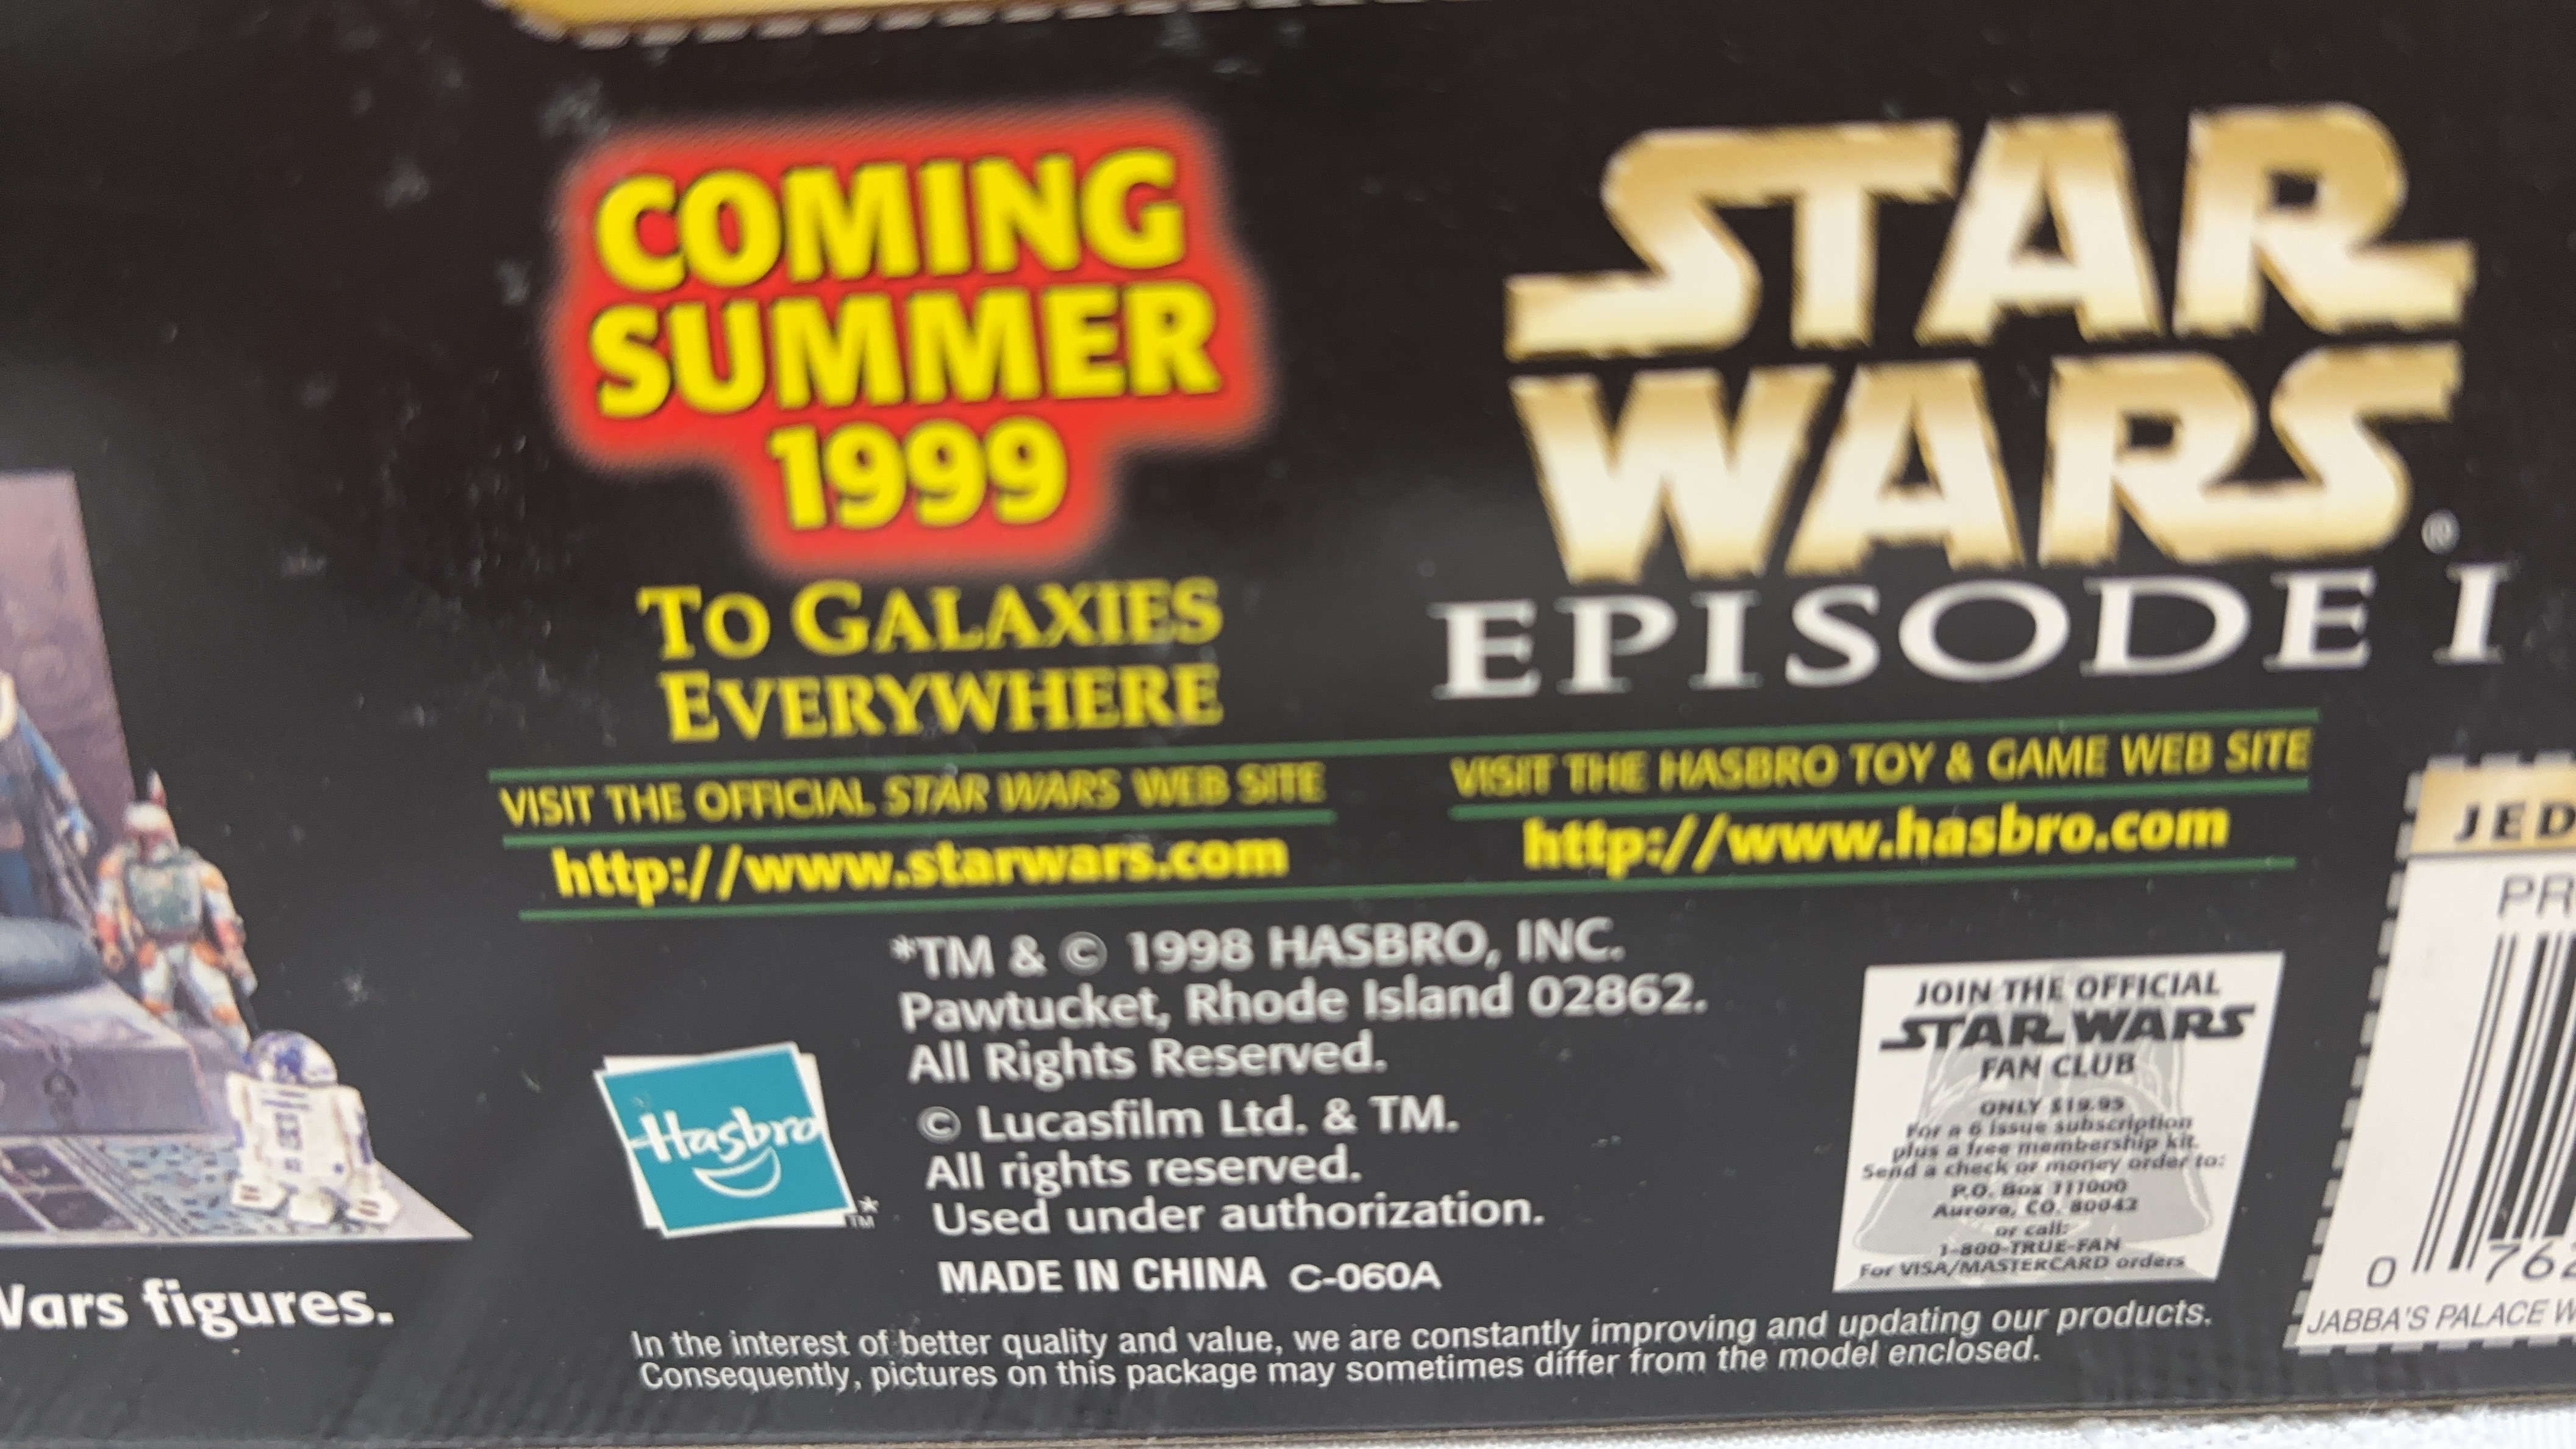 COMING
SUMMER
1999
TO GALAXIES
EVERYWHERE
STAR
WARS®
EPISODE I
VISIT THE OFFICIAL STAR WARS WEB SITE
http://www.starwars.com
VISIT THE HASBRO TOY & GAME WEB SITE
http://www.hasbro.com
*TM & © 1998 HASBRO, INC.
Pawtucket, Rhode Island 02862.
All Rights Reserved.
© Lucasfilm Ltd. & TM.
All rights reserved.
Used under authorization.
MADE IN CHINA C-060A
Hasbro
*TM
JOIN THE OFFICIAL
STAR WARS
FAN CLUB
ONLY $19.95
For a 6 issue subscription
plus a free membership kit.
Send a check or money order to:
P.O. Box 111000
Aurora, CO. 80042
or call:
1-800-TRUE-FAN
For VISA/MASTERCARD orders
JED
PR
0 762
JABBA'S PALACE W
Wars figures.
In the interest of better quality and value, we are constantly improving and updating our products.
Consequently, pictures on this package may sometimes differ from the model enclosed.